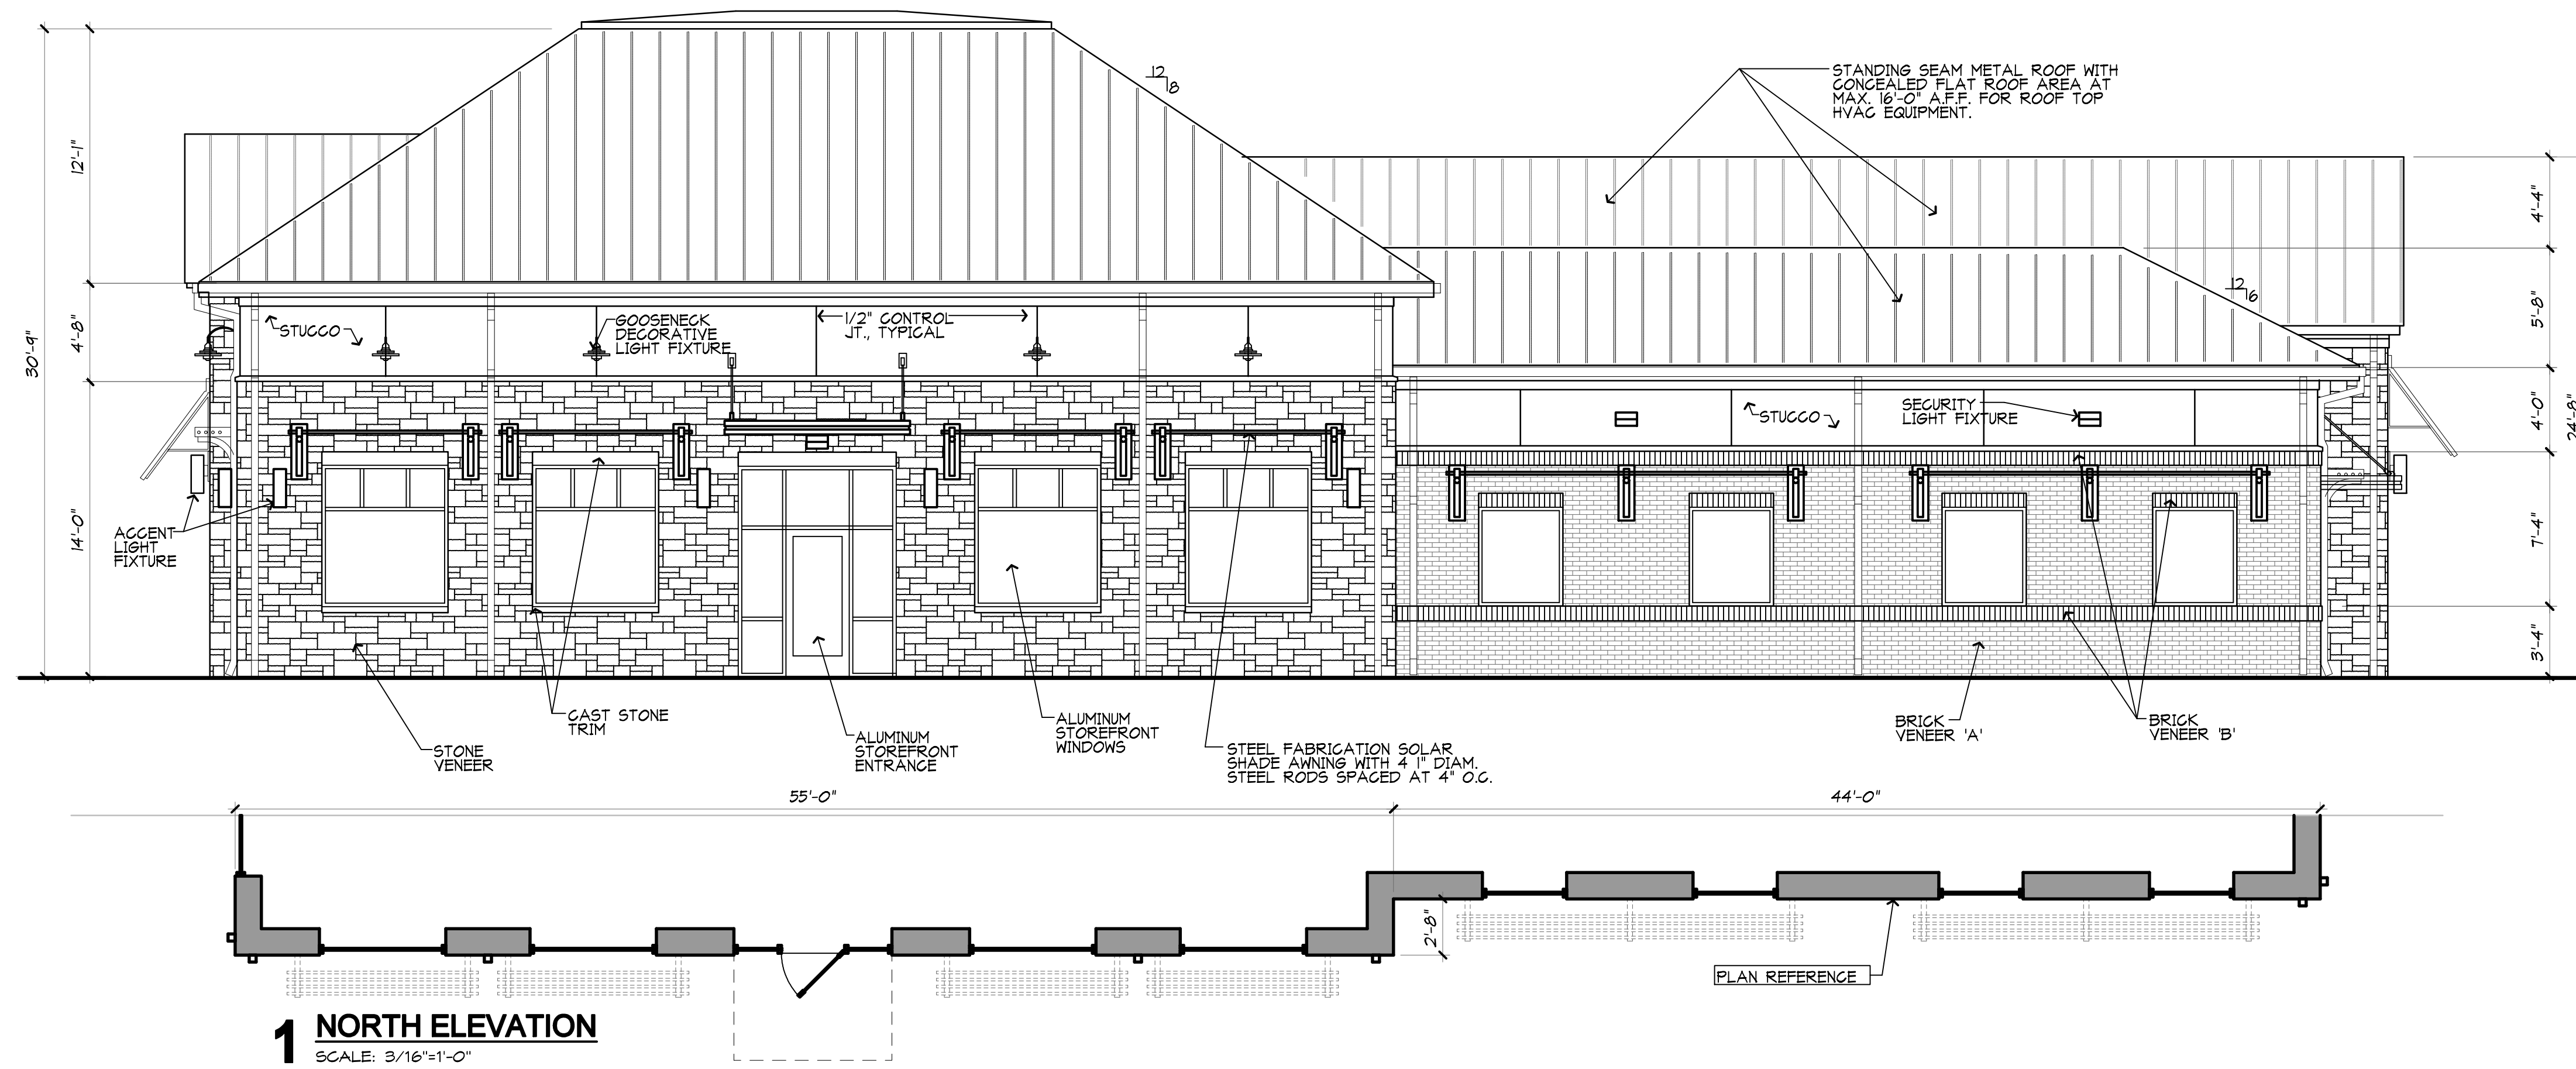 12
8
STANDING SEAM METAL ROOF WITH
CONCEALED FLAT ROOF AREA AT
MAX. 16'-0" A.F.F. FOR ROOF TOP
HVAC EQUIPMENT.
12'-1"
4'-4"
30'-9"
4'-8"
STUCCO
GOOSENECK
DECORATIVE
LIGHT FIXTURE
1/2" CONTROL
JT., TYPICAL
12
6
5'-8"
STUCCO
SECURITY
LIGHT FIXTURE
4'-0"
24'-8"
14'-0"
ACCENT
LIGHT
FIXTURE
7'-4"
3'-4"
STONE
VENEER
CAST STONE
TRIM
ALUMINUM
STOREFRONT
ENTRANCE
ALUMINUM
STOREFRONT
WINDOWS
STEEL FABRICATION SOLAR
SHADE AWNING WITH 4 1" DIAM.
STEEL RODS SPACED AT 4" O.C.
BRICK
VENEER 'A'
BRICK
VENEER 'B'
55'-0"
44'-0"
2'-8"
PLAN REFERENCE
1 NORTH ELEVATION
SCALE: 3/16"=1'-0"